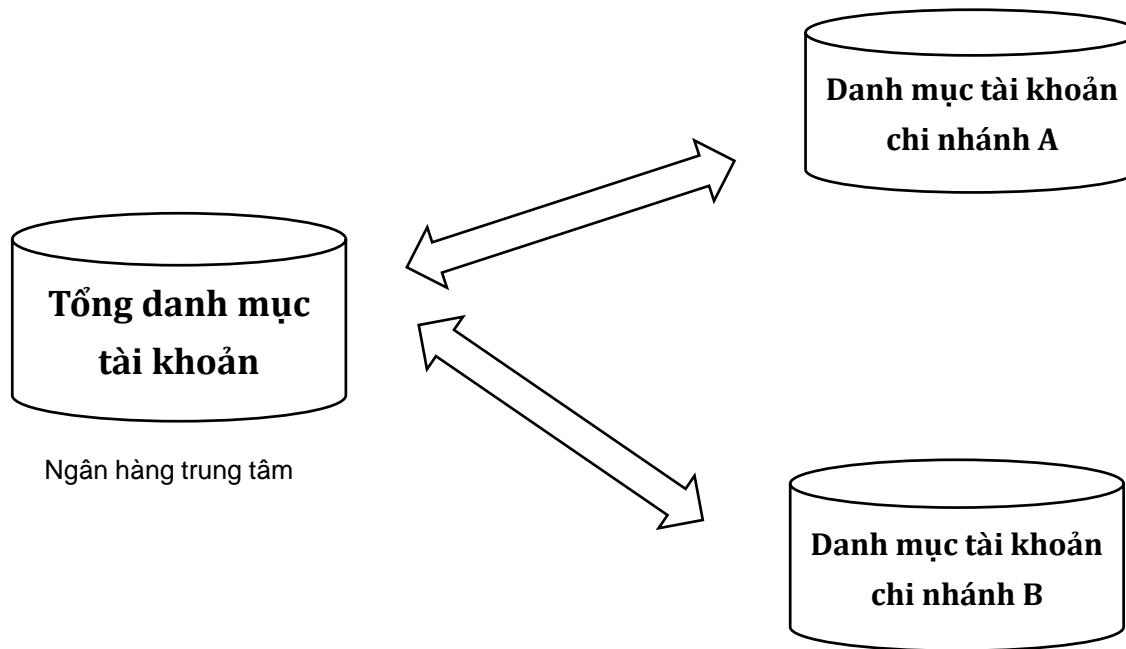 Danh mục tài khoản
chi nhánh A
Tổng danh mục
tài khoản
Ngân hàng trung tâm
Danh mục tài khoản
chi nhánh B